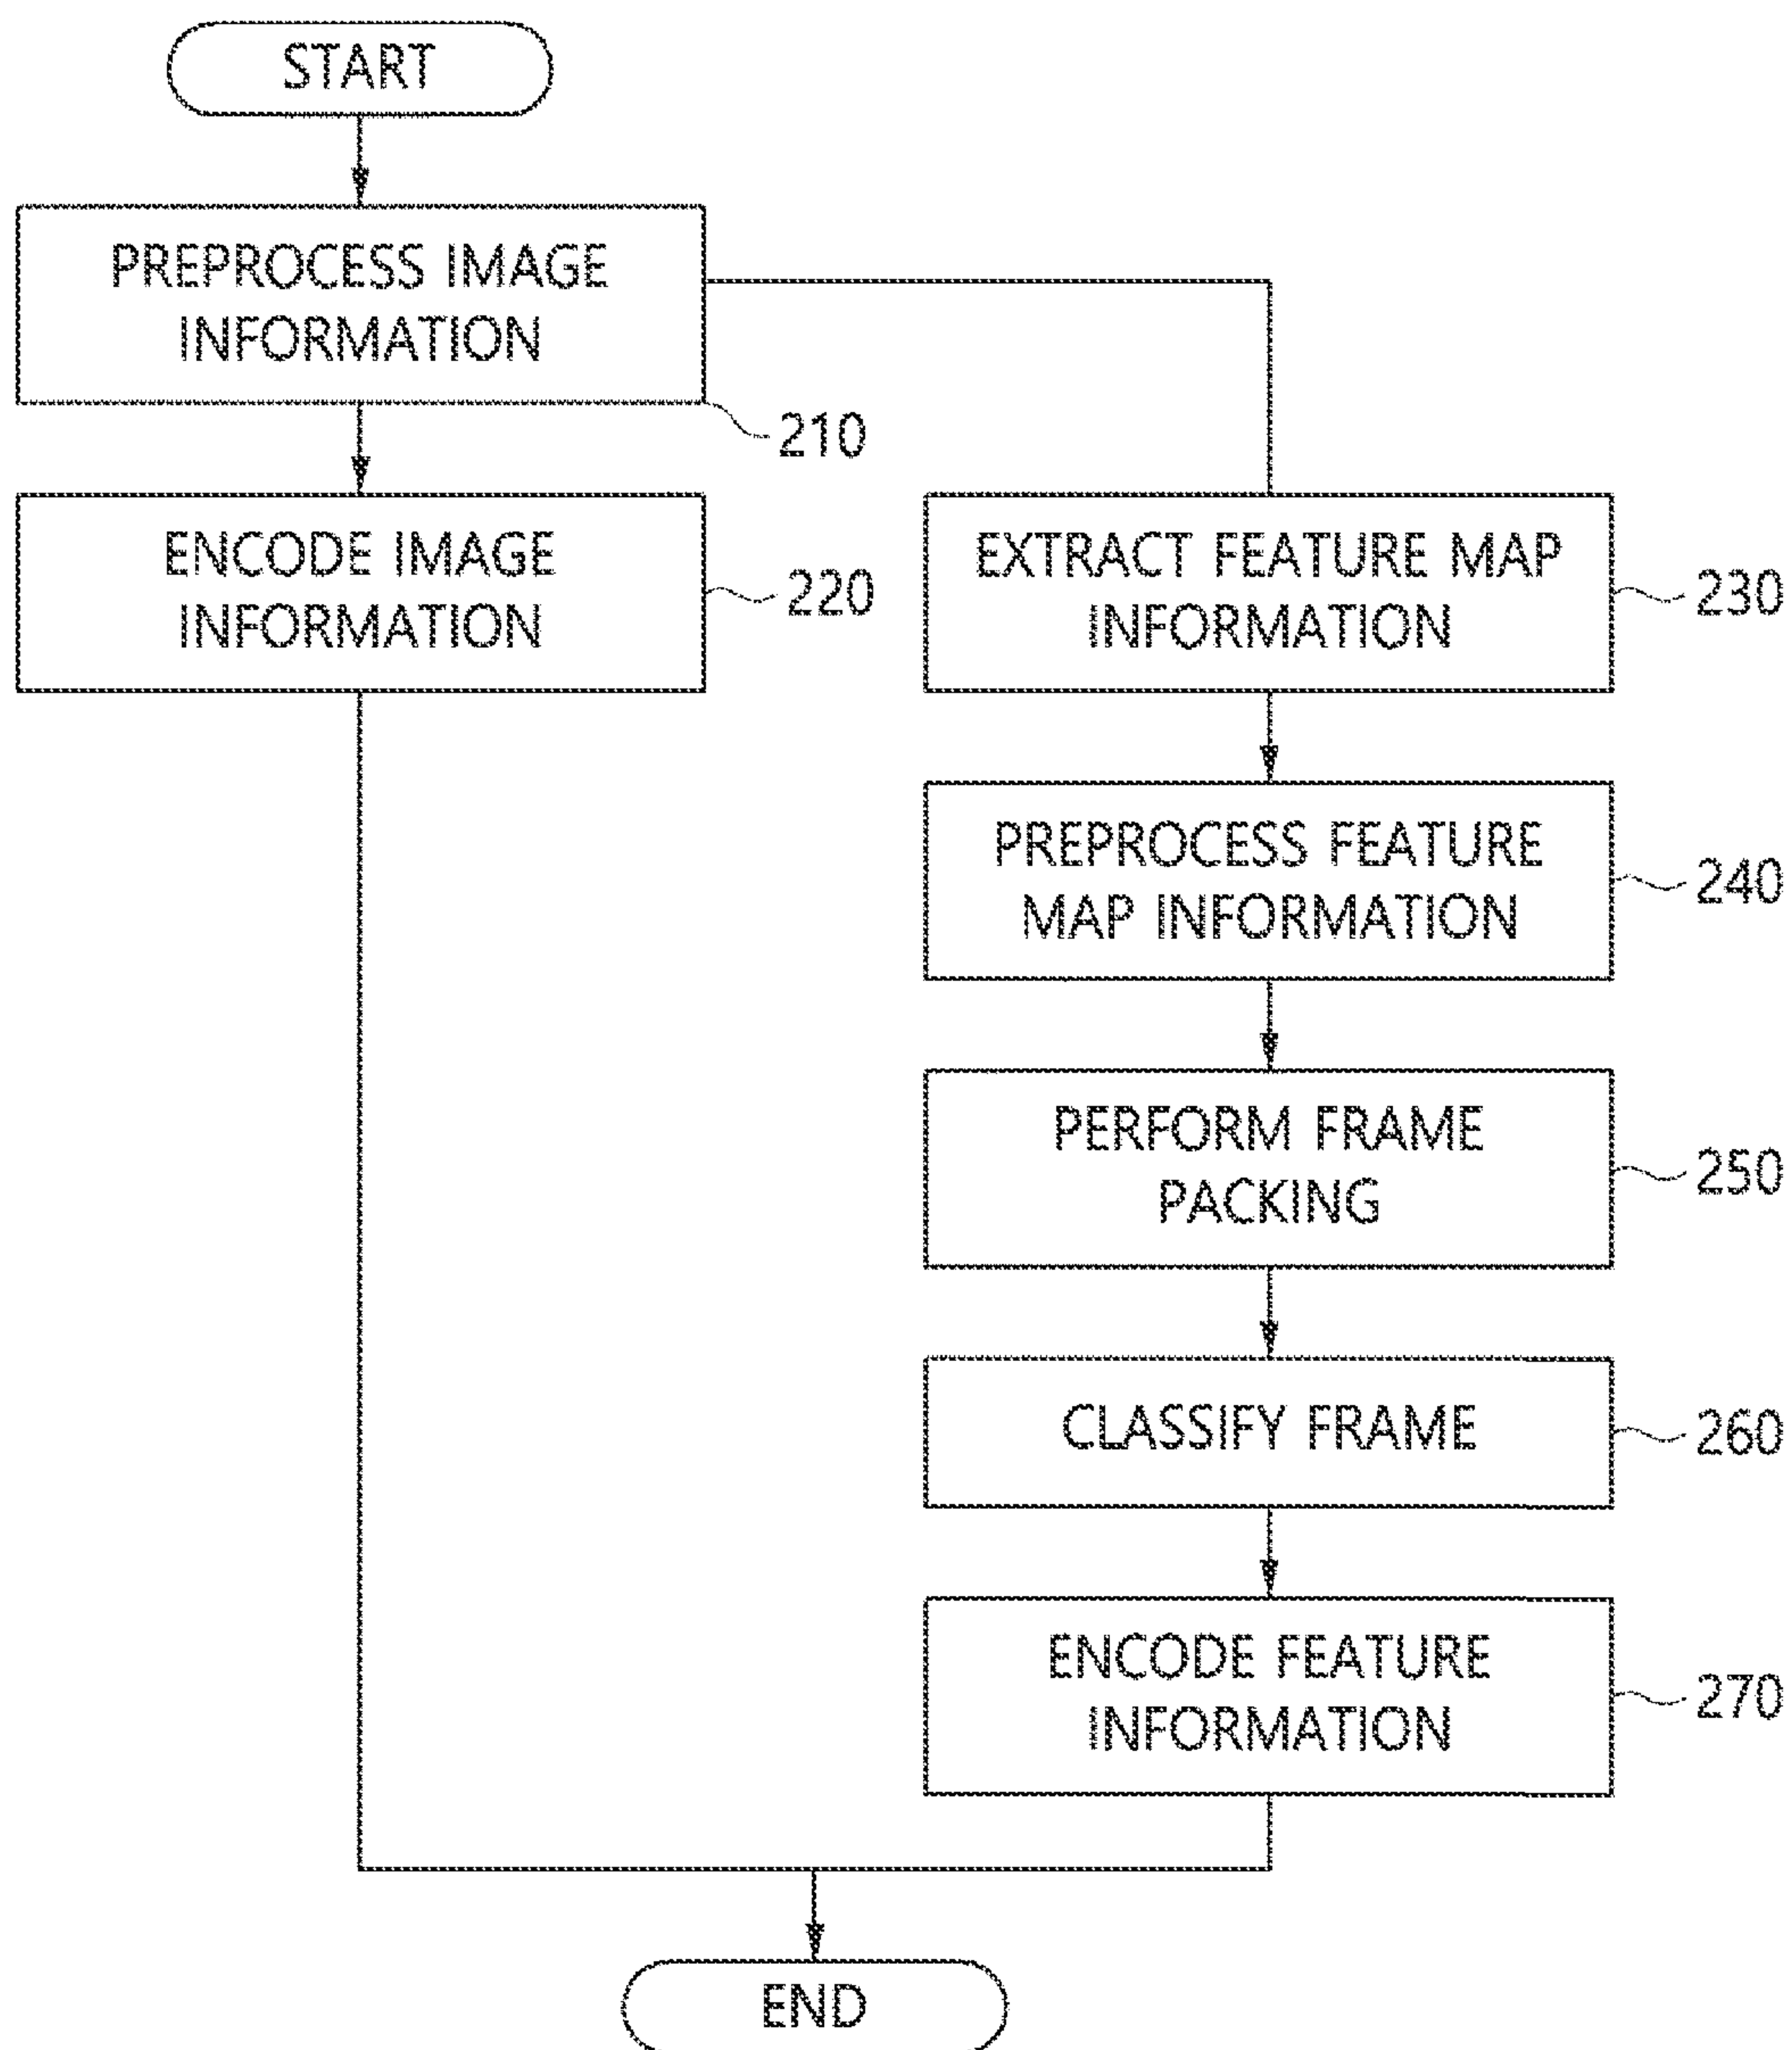 START
PREPROCESS IMAGE
INFORMATION
210
ENCODE IMAGE
INFORMATION
220
EXTRACT FEATURE MAP
INFORMATION
230
PREPROCESS FEATURE
MAP INFORMATION
240
PERFORM FRAME
PACKING
250
CLASSIFY FRAME
260
ENCODE FEATURE
INFORMATION
270
END